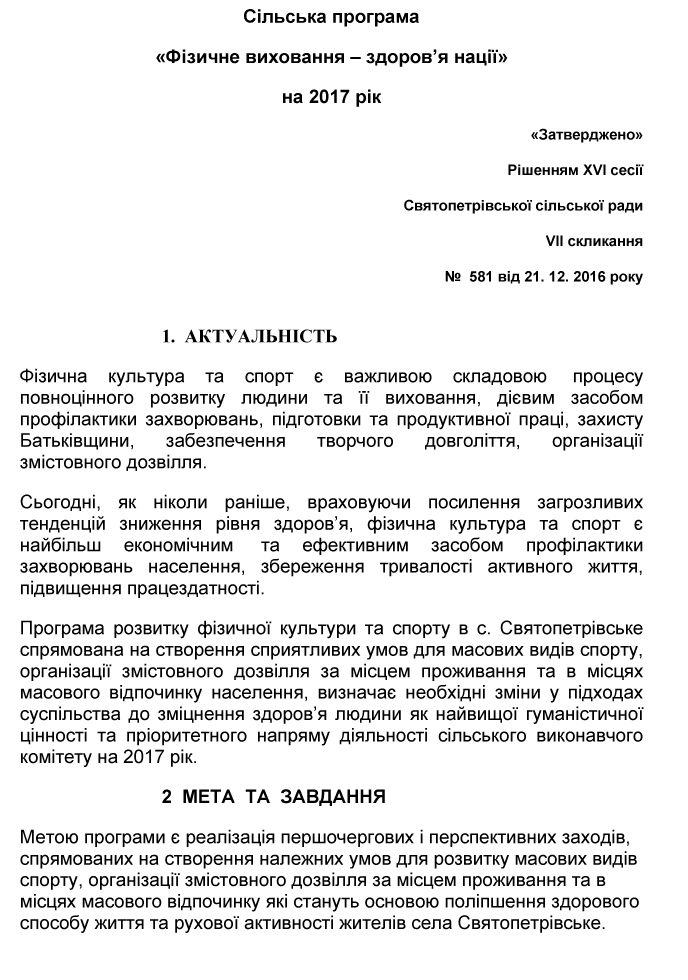 Сільська програма
«Фізичне виховання – здоров’я нації»
на 2017 рік
«Затверджено»
Рішенням XVI сесії
Святопетрівської сільської ради
VII скликання
№ 581 від 21. 12. 2016 року
1. АКТУАЛЬНІСТЬ
Фізична культура та спорт є важливою складовою процесу
повноцінного розвитку людини та її виховання, дієвим засобом
профілактики захворювань, підготовки та продуктивної праці, захисту
Батьківщини, забезпечення творчого довголіття, організації
змістовного дозвілля.
Сьогодні, як ніколи раніше, враховуючи посилення загрозливих
тенденцій зниження рівня здоров’я, фізична культура та спорт є
найбільш економічним та ефективним засобом профілактики
захворювань населення, збереження тривалості активного життя,
підвищення працездатності.
Програма розвитку фізичної культури та спорту в с. Святопетрівське
спрямована на створення сприятливих умов для масових видів спорту,
організації змістовного дозвілля за місцем проживання та в місцях
масового відпочинку населення, визначає необхідні зміни у підходах
суспільства до зміцнення здоров’я людини як найвищої гуманістичної
цінності та пріоритетного напряму діяльності сільського виконавчого
комітету на 2017 рік.
2 МЕТА ТА ЗАВДАННЯ
Метою програми є реалізація першочергових і перспективних заходів,
спрямованих на створення належних умов для розвитку масових видів
спорту, організації змістовного дозвілля за місцем проживання та в
місцях масового відпочинку які стануть основою поліпшення здорового
способу життя та рухової активності жителів села Святопетрівське.